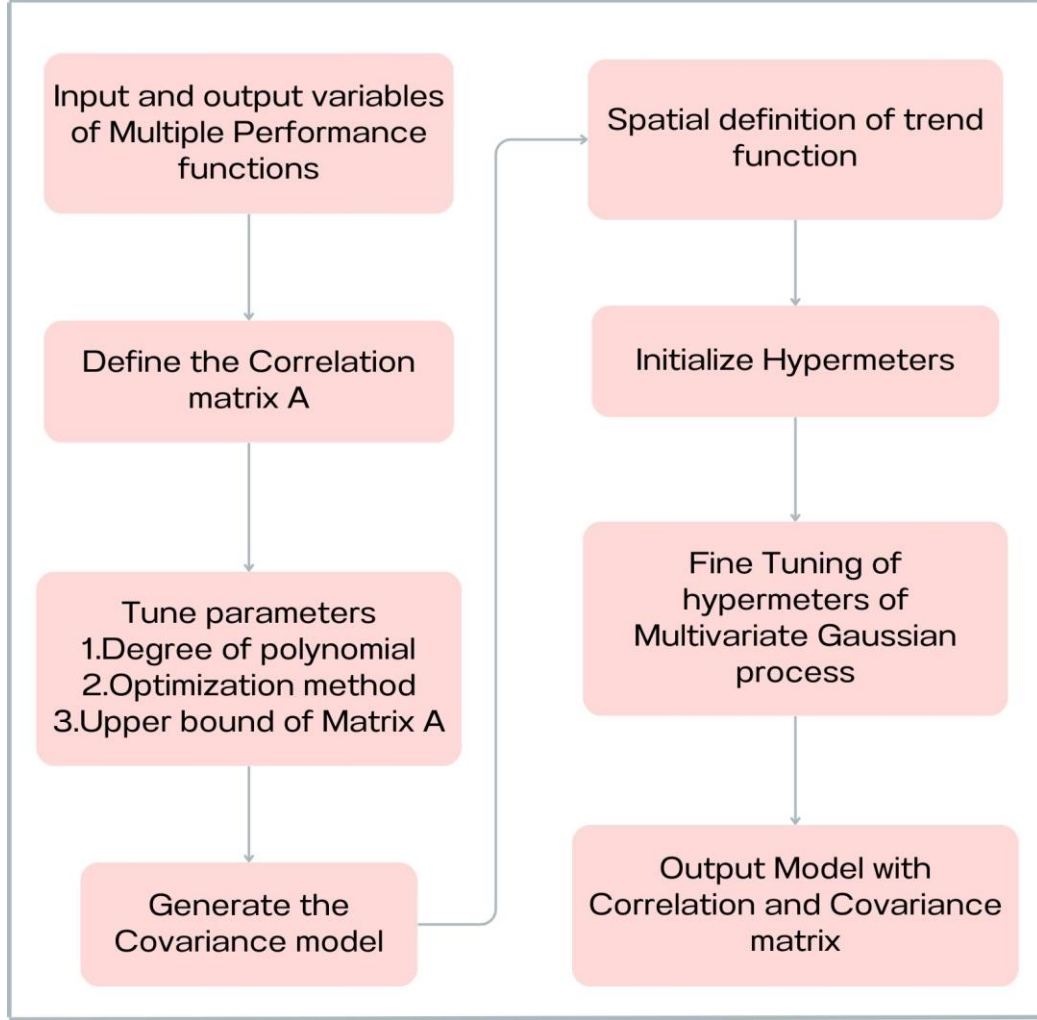 Input and output variables
of Multiple Performance
functions
Define the Correlation
matrix A
Tune parameters
1.Degree of polynomial
2.Optimization method
3.Upper bound of Matrix A
Generate the
Covariance model
Spatial definition of trend
function
Initialize Hypermeters
Fine Tuning of
hypermeters of
Multivariate Gaussian
process
Output Model with
Correlation and Covariance
matrix